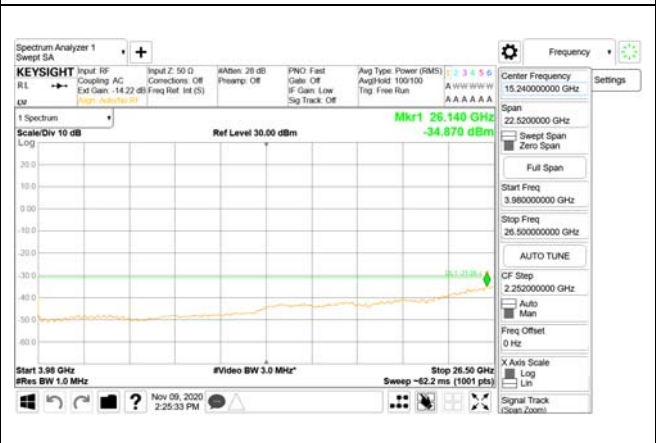 Spectrum Analyzer 1
Swept SA
Frequency
KEYSIGHT
RL
Input: RF
Coupling: AC
Ext Gain: -14.22 dB
Align: Auto/No RF
Input Z: 50 Ω
Corrections: Off
Freq Ref: Int (S)
#Atten: 28 dB
Preamp: Off
PNO: Fast
Gate: Off
IF Gain: Low
Sig Track: Off
Avg Type: Power (RMS)
Avg|Hold: 100/100
Trig: Free Run
1 2 3 4 5 6
A W W W W W
A A A A A A
1 Spectrum
Scale/Div 10 dB
Log
Ref Level 30.00 dBm
Mkr1 26.140 GHz
-34.870 dBm
20.0
10.0
0.00
-10.0
-20.0
-30.0
-40.0
-50.0
-60.0
Start 3.98 GHz
#Res BW 1.0 MHz
#Video BW 3.0 MHz*
Stop 26.50 GHz
Sweep ~62.2 ms (1001 pts)
Nov 09, 2020
2:25:33 PM
Center Frequency
15.240000000 GHz
Settings
Span
22.5200000 GHz
Swept Span
Zero Span
Full Span
Start Freq
3.980000000 GHz
Stop Freq
26.500000000 GHz
AUTO TUNE
CF Step
2.252000000 GHz
Auto
Man
Freq Offset
0 Hz
X Axis Scale
Log
Lin
Signal Track
(Span Zoom)